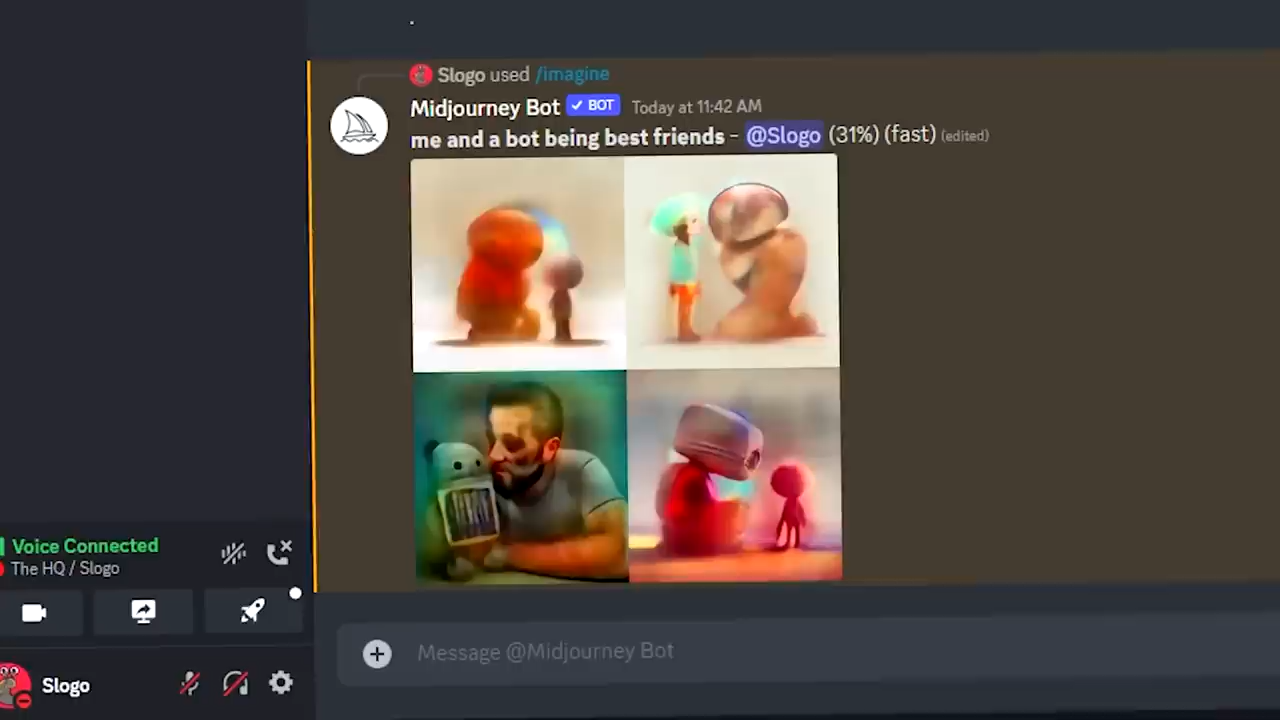 Slogo used /imagine
Midjourney Bot ✓ BOT Today at 11:42 AM
me and a bot being best friends - @Slogo (31%) (fast) (edited)
Voice Connected
The HQ / Slogo
Message @Midjourney Bot
Slogo